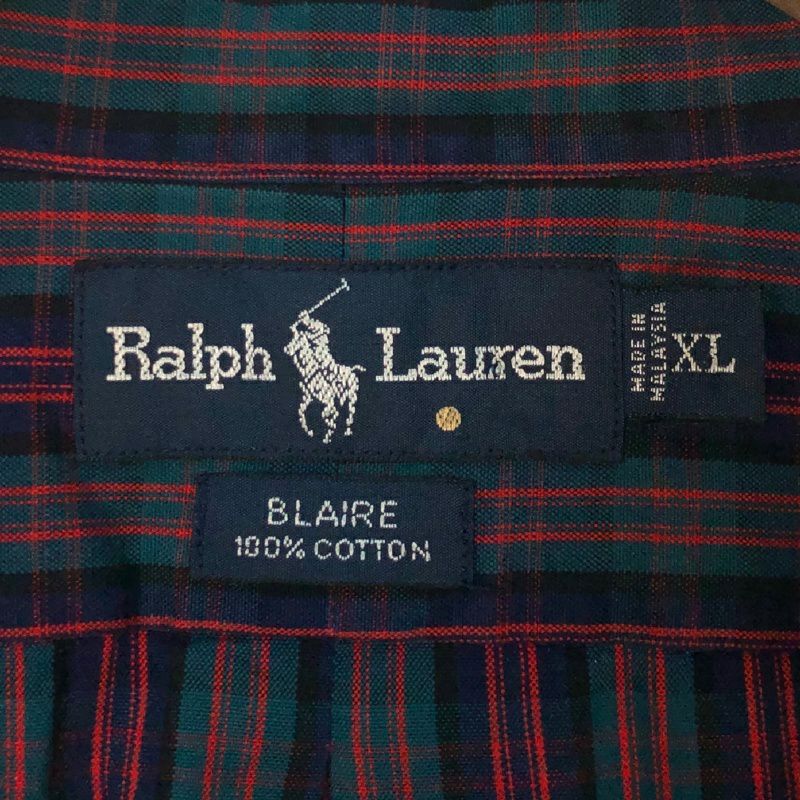 Ralph Lauren
MADE IN
MALAYSIA
XL
BLAIRE
100% COTTON